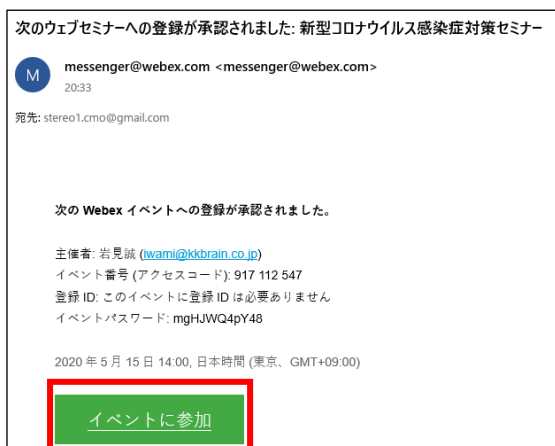 次のウェブセミナーへの登録が承認されました: 新型コロナウイルス感染症対策セミナー
M
messenger@webex.com <messenger@webex.com>
20:33
宛先: stereo1.cmo@gmail.com
次の Webex イベントへの登録が承認されました。
主催者: 岩見誠 (iwami@kkbrain.co.jp)
イベント番号 (アクセスコード): 917 112 547
登録 ID: このイベントに登録 ID は必要ありません
イベントパスワード: mgHJWQ4pY48
2020 年 5 月 15 日 14:00, 日本時間 (東京、GMT+09:00)
イベントに参加